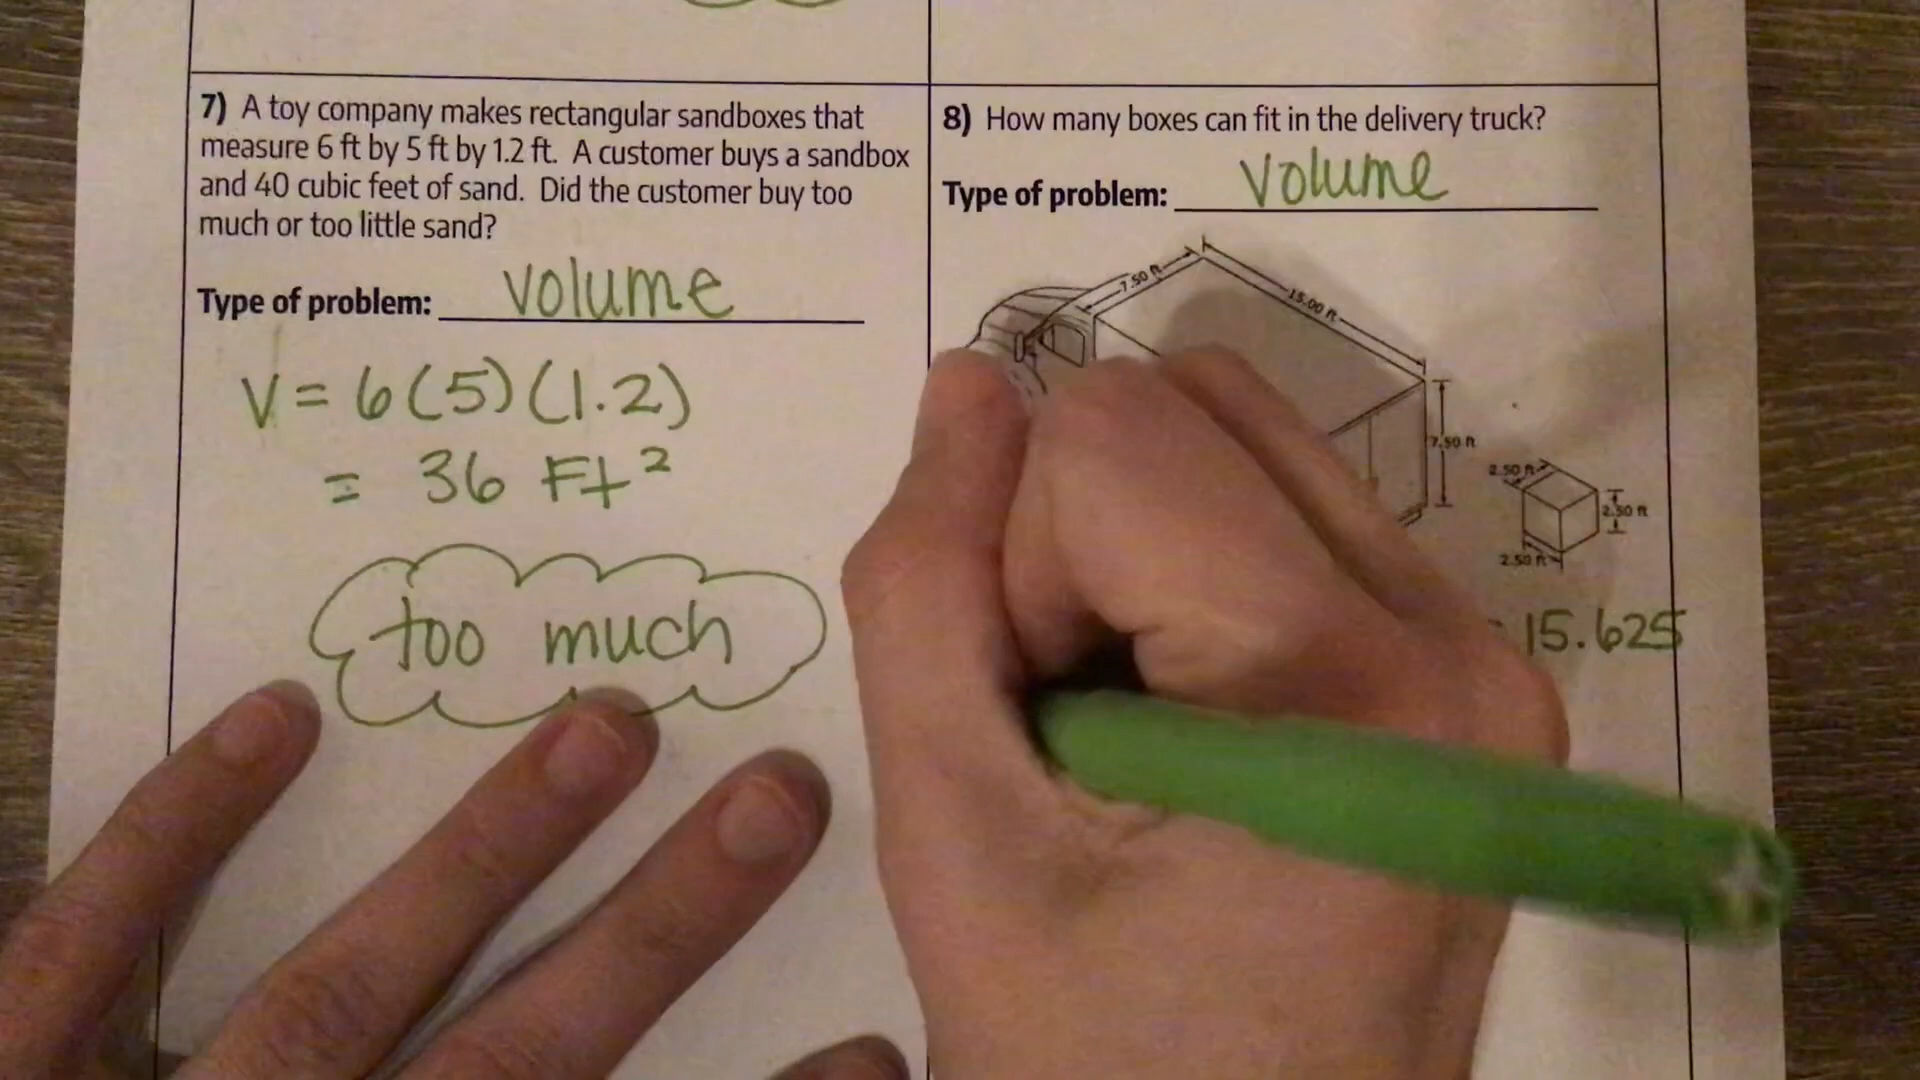 7) A toy company makes rectangular sandboxes that
measure 6 ft by 5 ft by 1.2 ft. A customer buys a sandbox
and 40 cubic feet of sand. Did the customer buy too
much or too little sand?
Type of problem: volume
V = 6(5)(1.2)
= 36 Ft²
too much
8) How many boxes can fit in the delivery truck?
Type of problem: volume
7.50 ft
15.00 ft
7.50 ft
2.50 ft
2.50 ft
2.50 ft
15.625